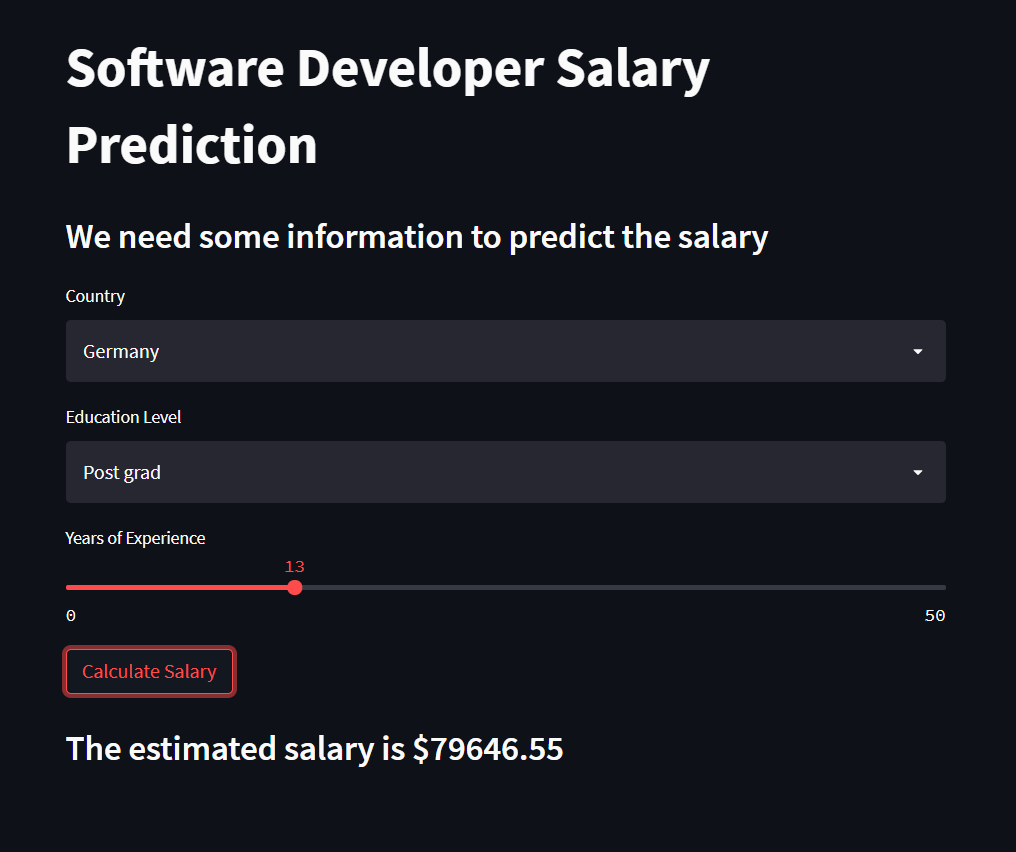 Software Developer Salary
Prediction
We need some information to predict the salary
Country
Germany
Education Level
Post grad
Years of Experience
13
0 50
Calculate Salary
The estimated salary is $79646.55